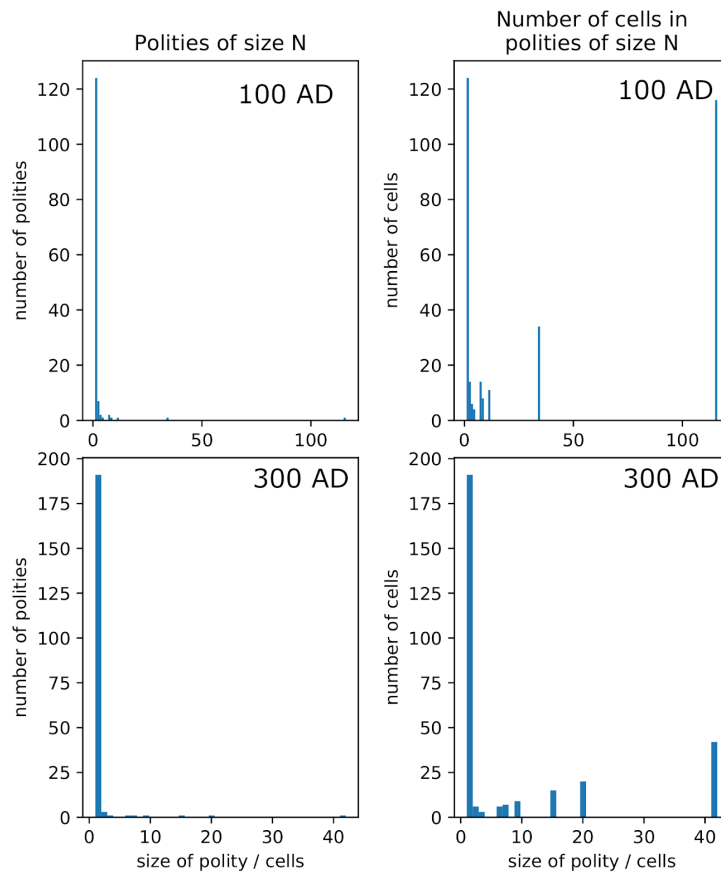 Polities of size N
Number of cells in
polities of size N
100 AD
120
100
80
60
40
20
0
number of polities
0 50 100
100 AD
120
100
80
60
40
20
0
number of cells
0 50 100
300 AD
200
175
150
125
100
75
50
25
0
number of polities
0 10 20 30 40
size of polity / cells
300 AD
200
175
150
125
100
75
50
25
0
number of cells
0 10 20 30 40
size of polity / cells